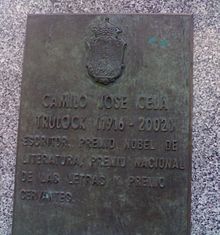 CAMILO JOSE CELA
TRULOCK (1916 - 2002)
ESCRITOR, PREMIO NOBEL DE
LITERATURA, PREMIO NACIONAL
DE LAS LETRAS Y PREMIO
CERVANTES.